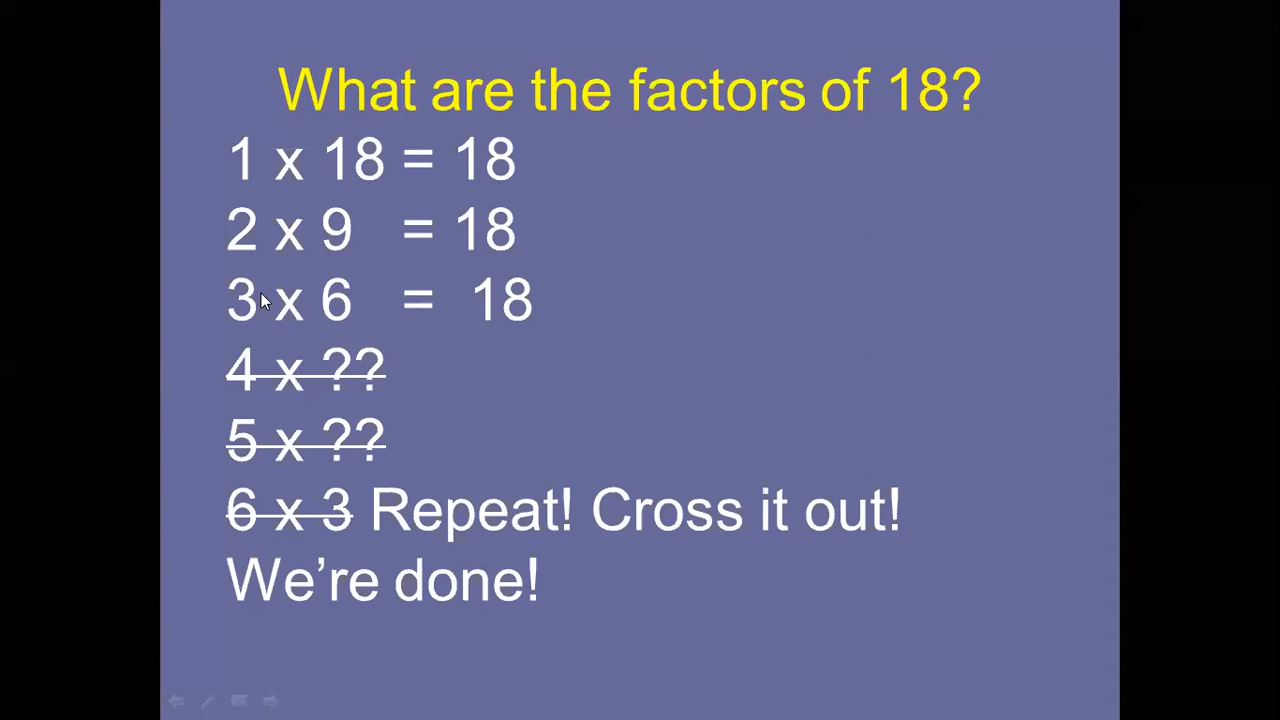 What are the factors of 18?
1 x 18 = 18
2 x 9 = 18
3 x 6 = 18
4 x ??
5 x ??
6 x 3 Repeat! Cross it out!
We’re done!